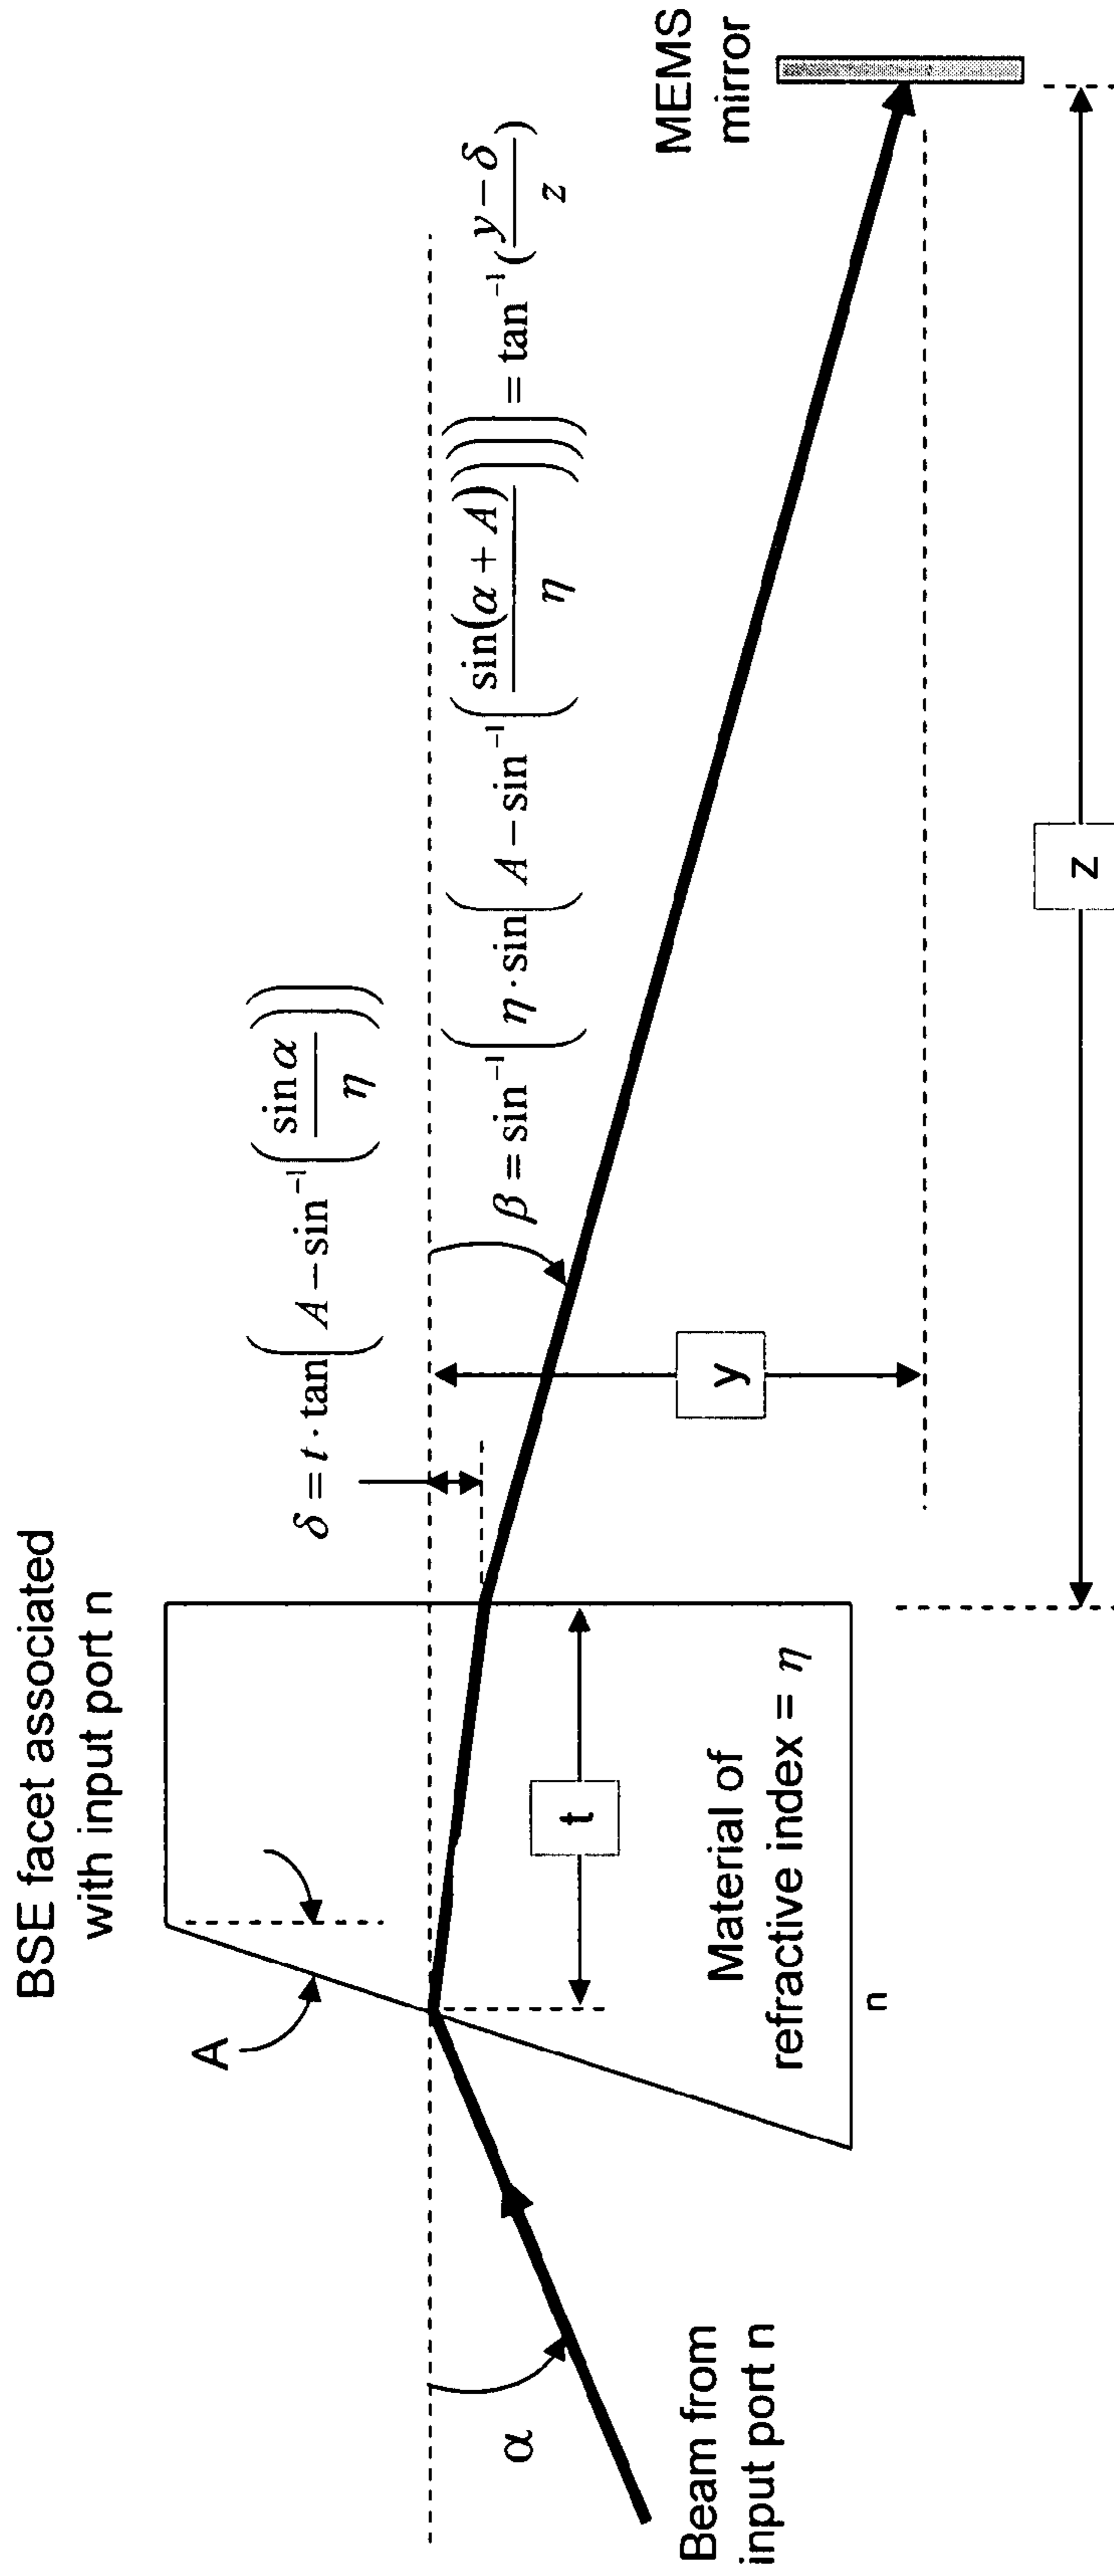 BSE facet associated
with input port n
A
α
Beam from
input port n
t
Material of
refractive index = η
n
δ = t · tan(A − sin⁻¹(sin α / η))
β = sin⁻¹(η · sin(A − sin⁻¹(sin(α + A) / η))) = tan⁻¹((y − δ) / z)
y
z
MEMS
mirror